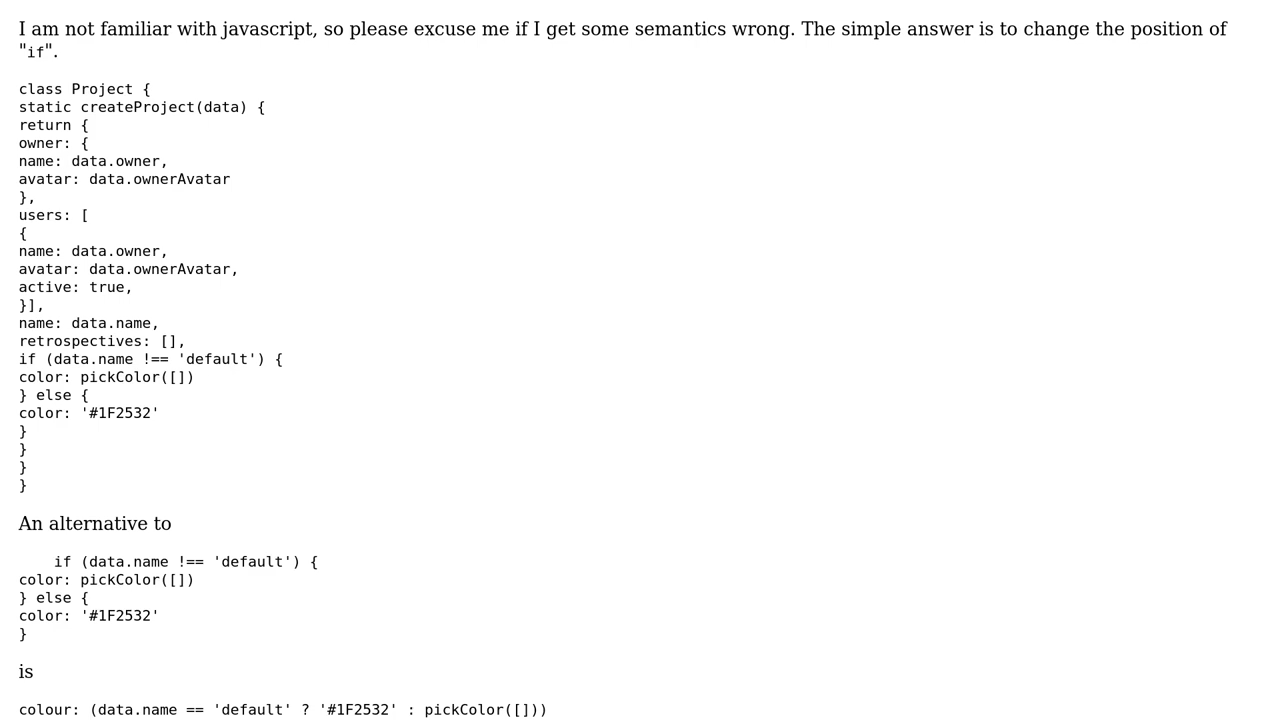 I am not familiar with javascript, so please excuse me if I get some semantics wrong. The simple answer is to change the position of
"if".
class Project {
static createProject(data) {
return {
owner: {
name: data.owner,
avatar: data.ownerAvatar
},
users: [
{
name: data.owner,
avatar: data.ownerAvatar,
active: true,
}],
name: data.name,
retrospectives: [],
if (data.name !== 'default') {
color: pickColor([])
} else {
color: '#1F2532'
}
}
}
}
An alternative to
    if (data.name !== 'default') {
color: pickColor([])
} else {
color: '#1F2532'
}
is
colour: (data.name == 'default' ? '#1F2532' : pickColor([]))